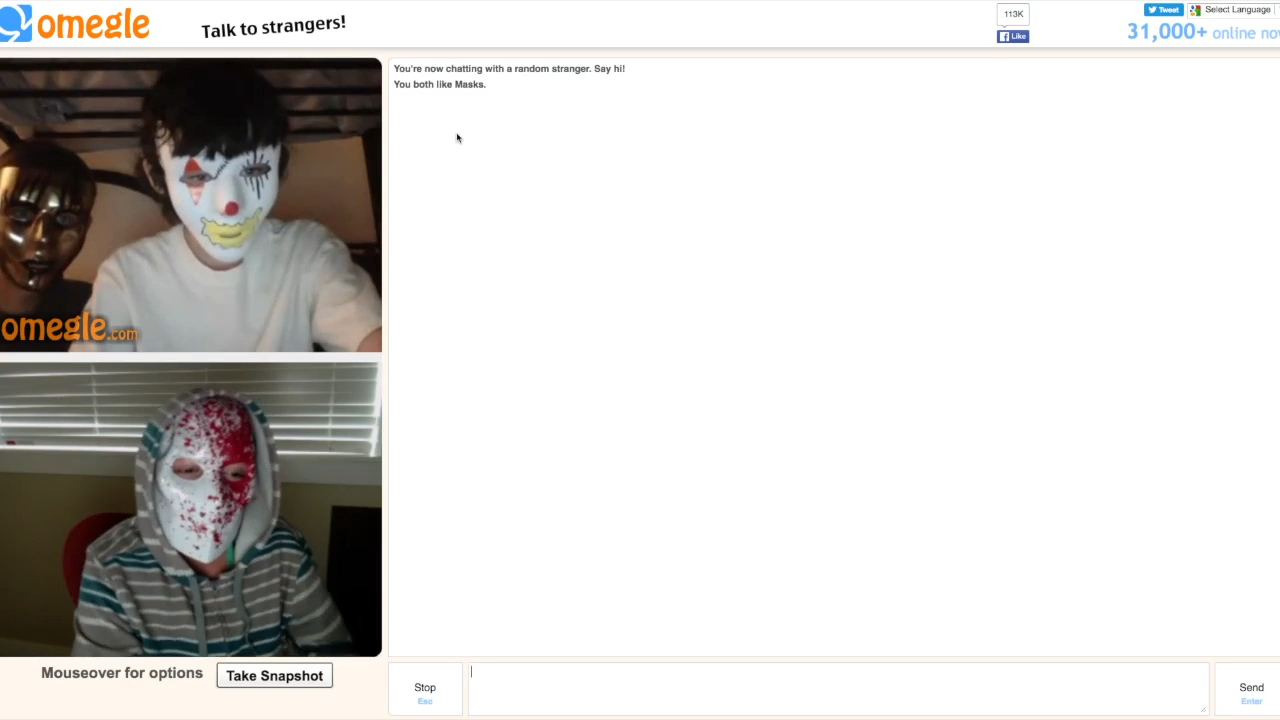 omegle
Talk to strangers!
113K
Like
Tweet
Select Language
31,000+ online no
You're now chatting with a random stranger. Say hi!
You both like Masks.
omegle.com
Mouseover for options
Take Snapshot
Stop
Esc
Send
Enter